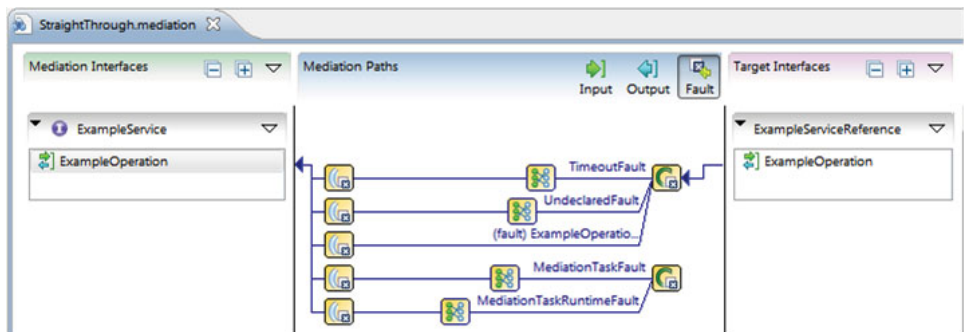 StraightThrough.mediation
Mediation Interfaces
Mediation Paths
Input Output Fault
Target Interfaces
ExampleService
ExampleServiceReference
ExampleOperation
ExampleOperation
TimeoutFault
UndeclaredFault
(fault) ExampleOperatio...
MediationTaskFault
MediationTaskRuntimeFault